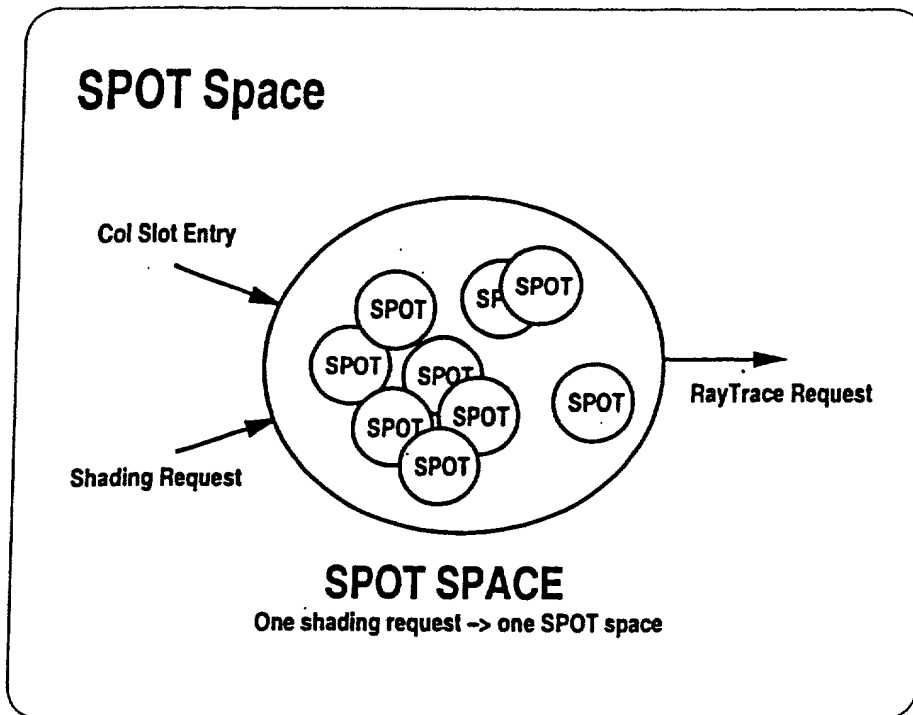 SPOT Space
Col Slot Entry
SPOT
SPOT
SPOT
SPOT
SPOT
SPOT
SPOT
SPOT
SPOT
RayTrace Request
Shading Request
SPOT SPACE
One shading request –> one SPOT space